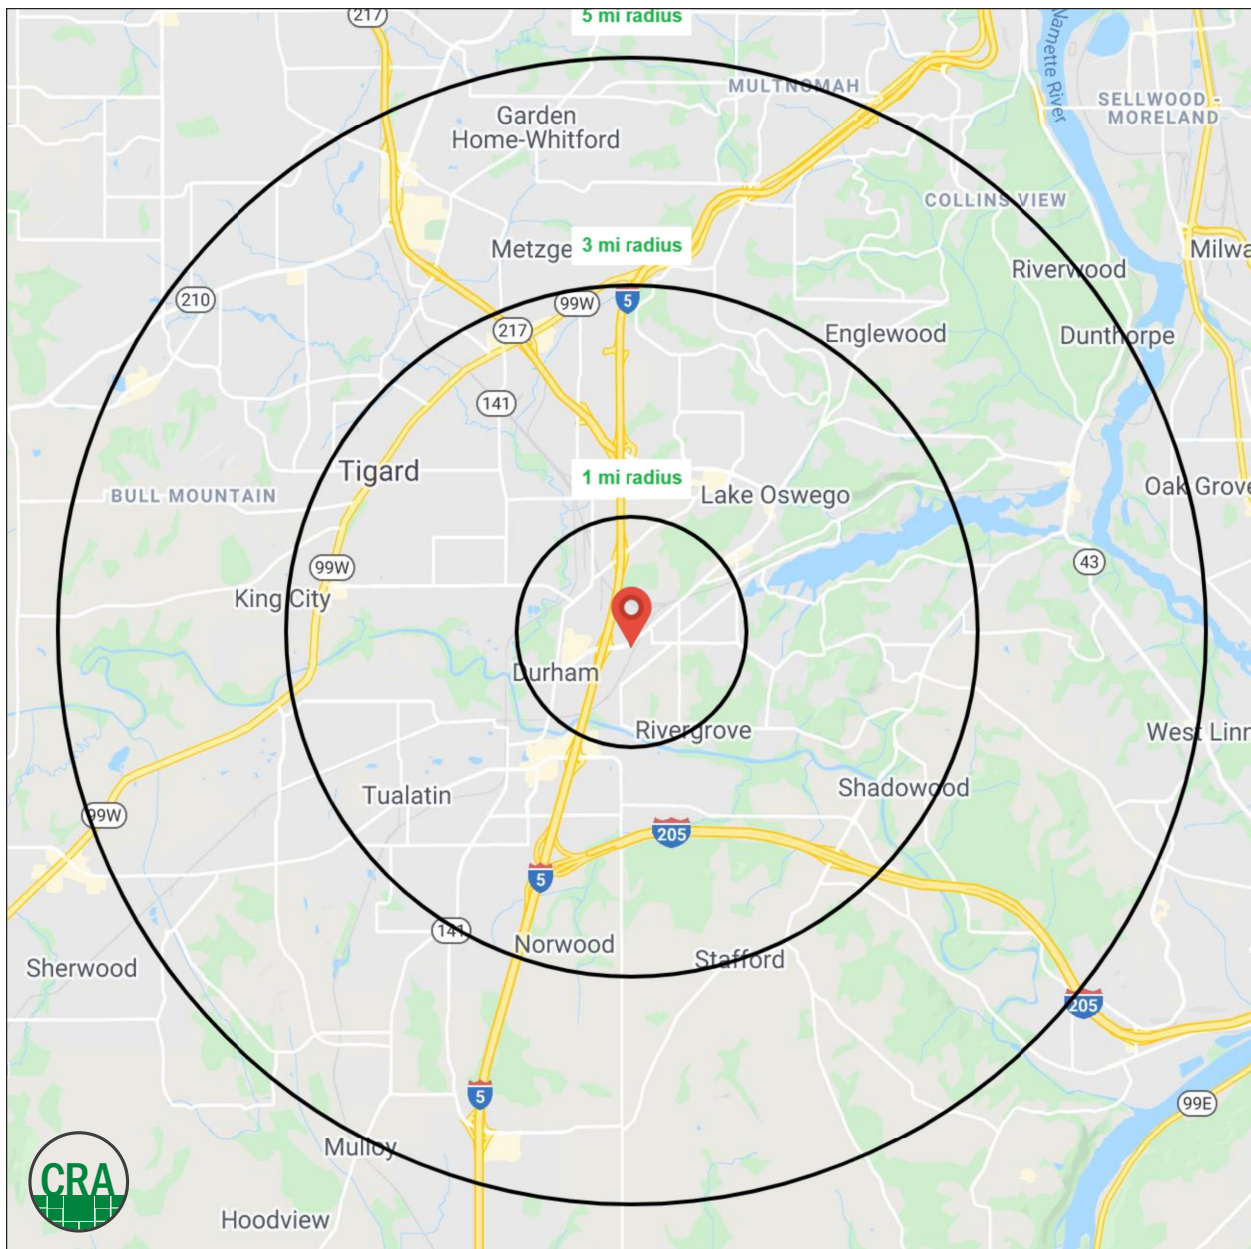 217
5 mi radius
MULTNOMAH
SELLWOOD -
MORELAND
Garden
Home-Whitford
COLLINS VIEW
Metzge
3 mi radius
Milwa
Riverwood
210
99W
5
217
Englewood
Dunthorpe
141
Tigard
1 mi radius
Lake Oswego
Oak Grove
BULL MOUNTAIN
99W
43
King City
Durham
Rivergrove
West Linn
Shadowood
Tualatin
99W
205
5
141
Norwood
Stafford
Sherwood
205
5
99E
Mulloy
CRA
Hoodview